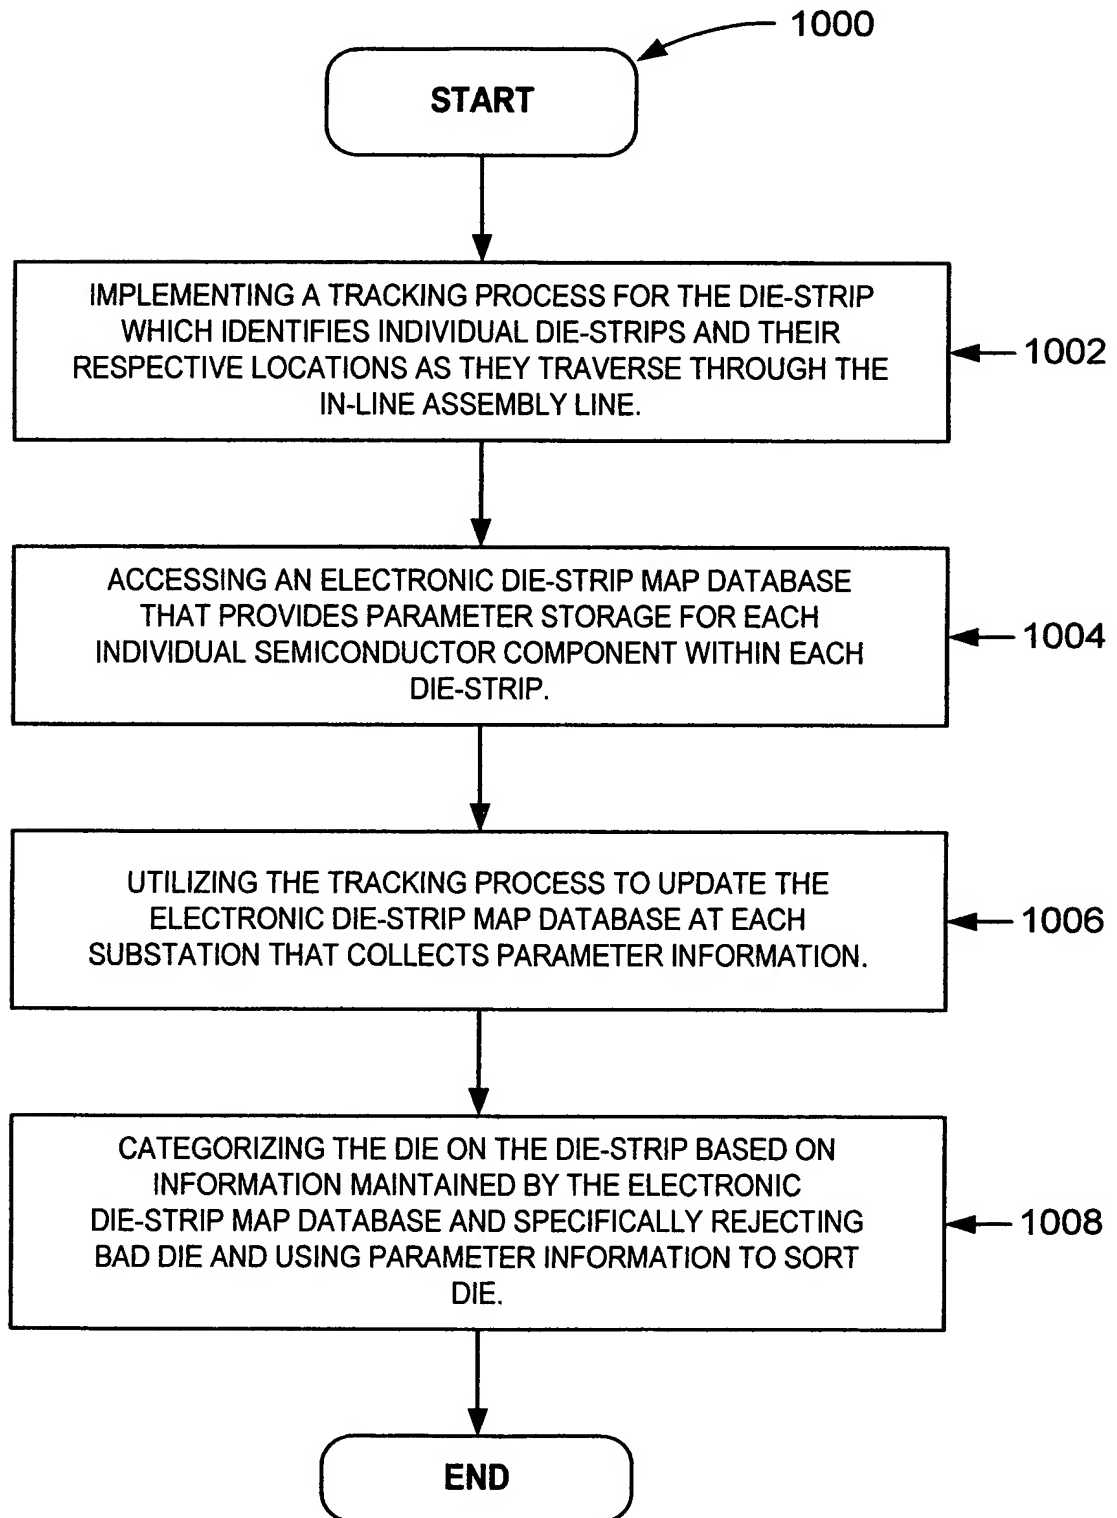 1000
START
IMPLEMENTING A TRACKING PROCESS FOR THE DIE-STRIP
WHICH IDENTIFIES INDIVIDUAL DIE-STRIPS AND THEIR
RESPECTIVE LOCATIONS AS THEY TRAVERSE THROUGH THE
IN-LINE ASSEMBLY LINE.
1002
ACCESSING AN ELECTRONIC DIE-STRIP MAP DATABASE
THAT PROVIDES PARAMETER STORAGE FOR EACH
INDIVIDUAL SEMICONDUCTOR COMPONENT WITHIN EACH
DIE-STRIP.
1004
UTILIZING THE TRACKING PROCESS TO UPDATE THE
ELECTRONIC DIE-STRIP MAP DATABASE AT EACH
SUBSTATION THAT COLLECTS PARAMETER INFORMATION.
1006
CATEGORIZING THE DIE ON THE DIE-STRIP BASED ON
INFORMATION MAINTAINED BY THE ELECTRONIC
DIE-STRIP MAP DATABASE AND SPECIFICALLY REJECTING
BAD DIE AND USING PARAMETER INFORMATION TO SORT
DIE.
1008
END